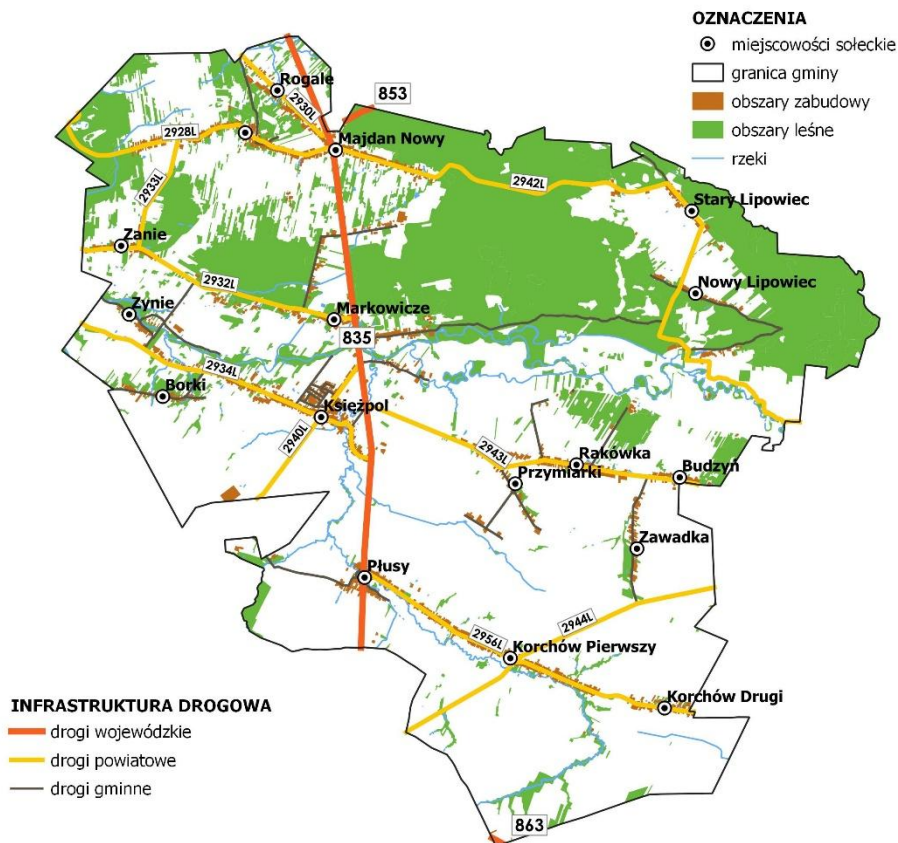 OZNACZENIA
miejscowości sołeckie
granica gminy
obszary zabudowy
obszary leśne
rzeki
Rogale
2930L
853
2928L
Majdan Nowy
2933L
2942L
Stary Lipowiec
Zanie
2932L
Nowy Lipowiec
Zynie
Markowicze
835
2934L
Borki
Księżpol
2940L
2943L
Rakówka
Przymiarki
Budzyń
Zawadka
Płusy
2944L
2956L
Korchów Pierwszy
Korchów Drugi
INFRASTRUKTURA DROGOWA
drogi wojewódzkie
drogi powiatowe
drogi gminne
863